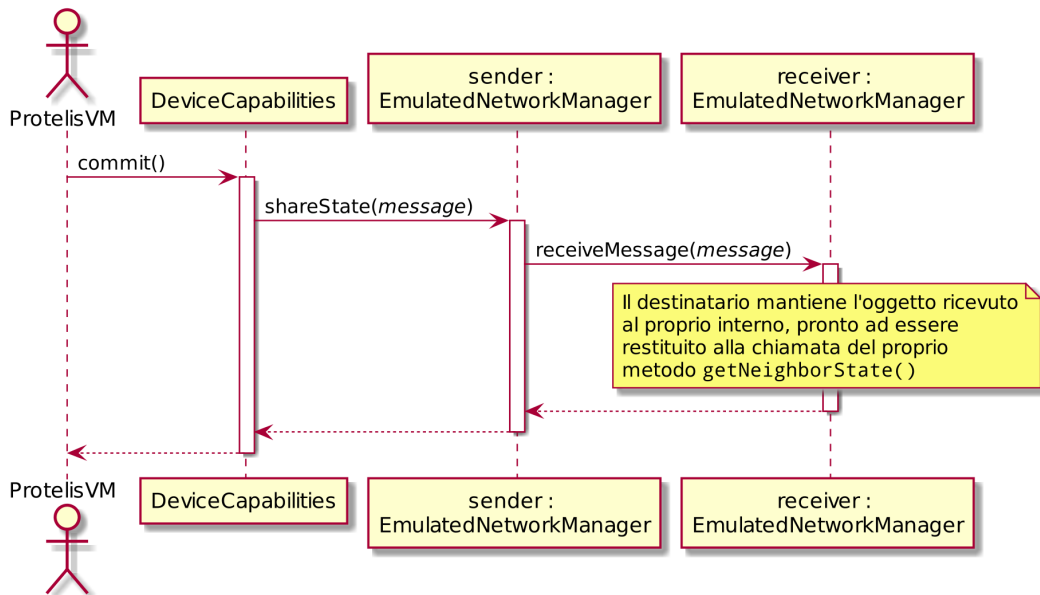 ProtelisVM
DeviceCapabilities
sender :
EmulatedNetworkManager
receiver :
EmulatedNetworkManager
commit()
shareState(message)
receiveMessage(message)
Il destinatario mantiene l'oggetto ricevuto
al proprio interno, pronto ad essere
restituito alla chiamata del proprio
metodo getNeighborState()
ProtelisVM
DeviceCapabilities
sender :
EmulatedNetworkManager
receiver :
EmulatedNetworkManager